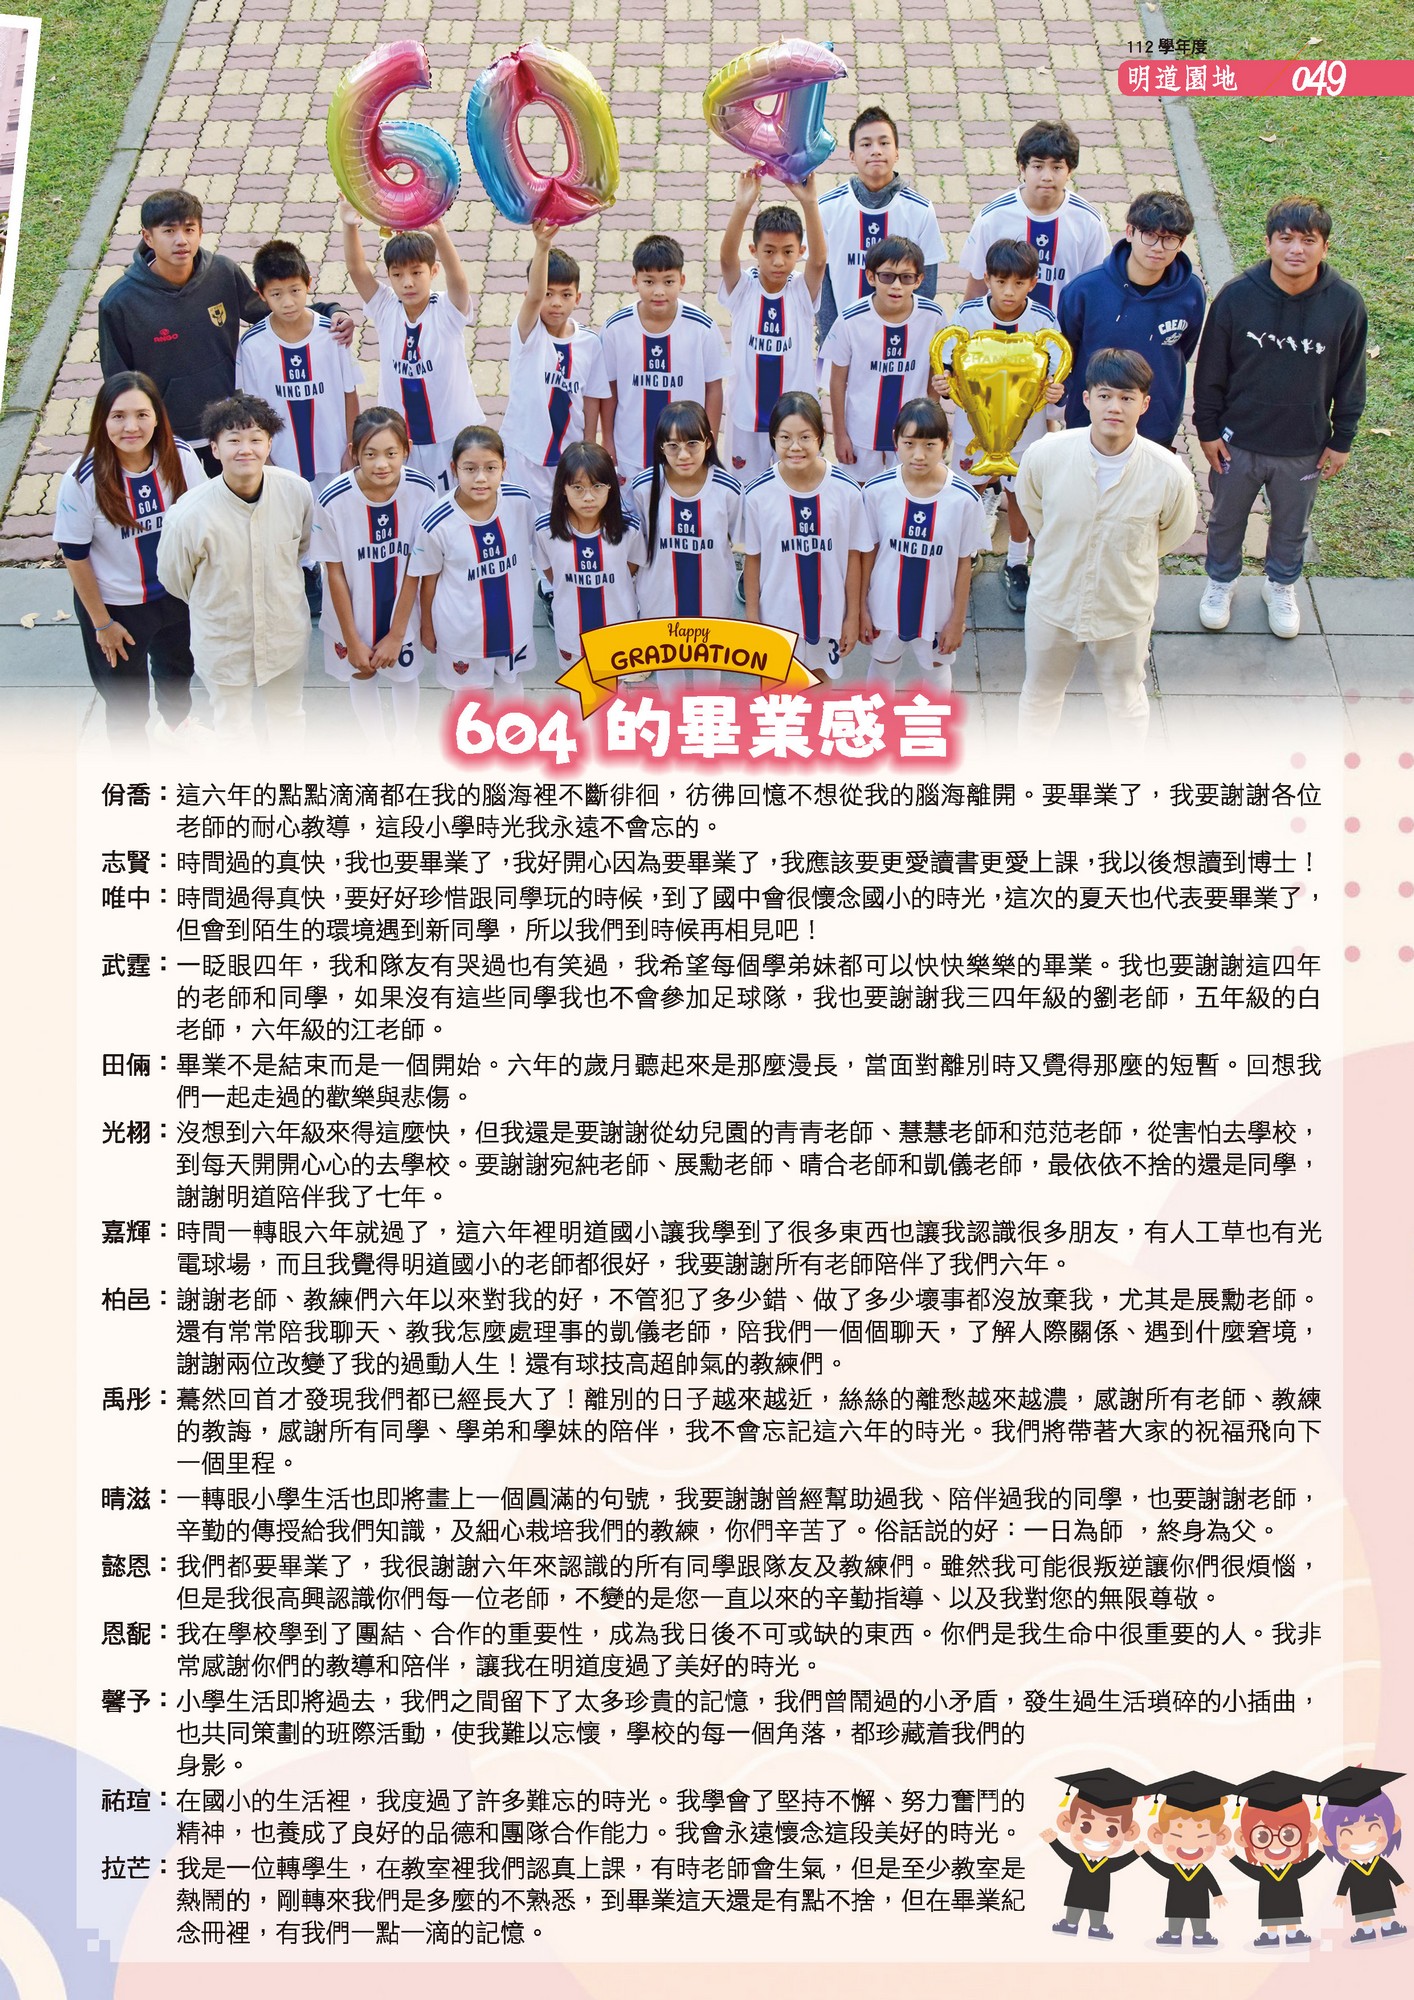 112 學年度
明道園地 049
604
MING DAO
604
MING DAO
604
MING DAO
604
MING DAO
604
MING DAO
CREATE
604
MING DAO
604
MING DAO
604
MING DAO
604
MING DAO
604
MING DAO
604
MING DAO
Happy
GRADUATION
604 的畢業感言
佾喬：這六年的點點滴滴都在我的腦海裡不斷徘徊，彷彿回憶不想從我的腦海離開。要畢業了，我要謝謝各位
老師的耐心教導，這段小學時光我永遠不會忘的。
志賢：時間過的真快，我也要畢業了，我好開心因為要畢業了，我應該要更愛讀書更愛上課，我以後想讀到博士！
唯中：時間過得真快，要好好珍惜跟同學玩的時候，到了國中會很懷念國小的時光，這次的夏天也代表要畢業了，
但會到陌生的環境遇到新同學，所以我們到時候再相見吧！
武霆：一眨眼四年，我和隊友有哭過也有笑過，我希望每個學弟妹都可以快快樂樂的畢業。我也要謝謝這四年
的老師和同學，如果沒有這些同學我也不會參加足球隊，我也要謝謝我三四年級的劉老師，五年級的白
老師，六年級的江老師。
田倆：畢業不是結束而是一個開始。六年的歲月聽起來是那麼漫長，當面對離別時又覺得那麼的短暫。回想我
們一起走過的歡樂與悲傷。
光栩：沒想到六年級來得這麼快，但我還是要謝謝從幼兒園的青青老師、慧慧老師和范范老師，從害怕去學校，
到每天開開心心的去學校。要謝謝宛純老師、展勳老師、晴合老師和凱儀老師，最依依不捨的還是同學，
謝謝明道陪伴我了七年。
嘉輝：時間一轉眼六年就過了，這六年裡明道國小讓我學到了很多東西也讓我認識很多朋友，有人工草也有光
電球場，而且我覺得明道國小的老師都很好，我要謝謝所有老師陪伴了我們六年。
柏邑：謝謝老師、教練們六年以來對我的好，不管犯了多少錯、做了多少壞事都沒放棄我，尤其是展勳老師。
還有常常陪我聊天、教我怎麼處理事的凱儀老師，陪我們一個個聊天，了解人際關係、遇到什麼窘境，
謝謝兩位改變了我的過動人生！還有球技高超帥氣的教練們。
禹彤：驀然回首才發現我們都已經長大了！離別的日子越來越近，絲絲的離愁越來越濃，感謝所有老師、教練
的教誨，感謝所有同學、學弟和學妹的陪伴，我不會忘記這六年的時光。我們將帶著大家的祝福飛向下
一個里程。
晴滋：一轉眼小學生活也即將畫上一個圓滿的句號，我要謝謝曾經幫助過我、陪伴過我的同學，也要謝謝老師，
辛勤的傳授給我們知識，及細心栽培我們的教練，你們辛苦了。俗話說的好：一日為師 ，終身為父。
懿恩：我們都要畢業了，我很謝謝六年來認識的所有同學跟隊友及教練們。雖然我可能很叛逆讓你們很煩惱，
但是我很高興認識你們每一位老師，不變的是您一直以來的辛勤指導、以及我對您的無限尊敬。
恩馜：我在學校學到了團結、合作的重要性，成為我日後不可或缺的東西。你們是我生命中很重要的人。我非
常感謝你們的教導和陪伴，讓我在明道度過了美好的時光。
馨予：小學生活即將過去，我們之間留下了太多珍貴的記憶，我們曾鬧過的小矛盾，發生過生活瑣碎的小插曲，
也共同策劃的班際活動，使我難以忘懷，學校的每一個角落，都珍藏着我們的
身影。
祐瑄：在國小的生活裡，我度過了許多難忘的時光。我學會了堅持不懈、努力奮鬥的
精神，也養成了良好的品德和團隊合作能力。我會永遠懷念這段美好的時光。
拉芒：我是一位轉學生，在教室裡我們認真上課，有時老師會生氣，但是至少教室是
熱鬧的，剛轉來我們是多麼的不熟悉，到畢業這天還是有點不捨，但在畢業紀
念冊裡，有我們一點一滴的記憶。